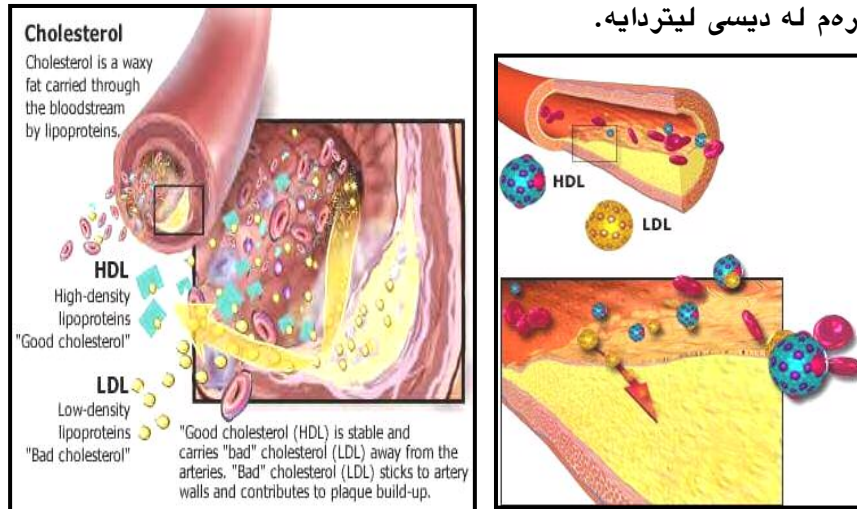 رەم لە دیسی لیتردایە.
Cholesterol
Cholesterol is a waxy
fat carried through
the bloodstream
by lipoproteins.
HDL
High-density
lipoproteins
"Good cholesterol"
LDL
Low-density
lipoproteins
"Bad cholesterol"
"Good cholesterol (HDL) is stable and
carries "bad" cholesterol (LDL) away from the
arteries. "Bad" cholesterol (LDL) sticks to artery
walls and contributes to plaque build-up.
HDL
LDL